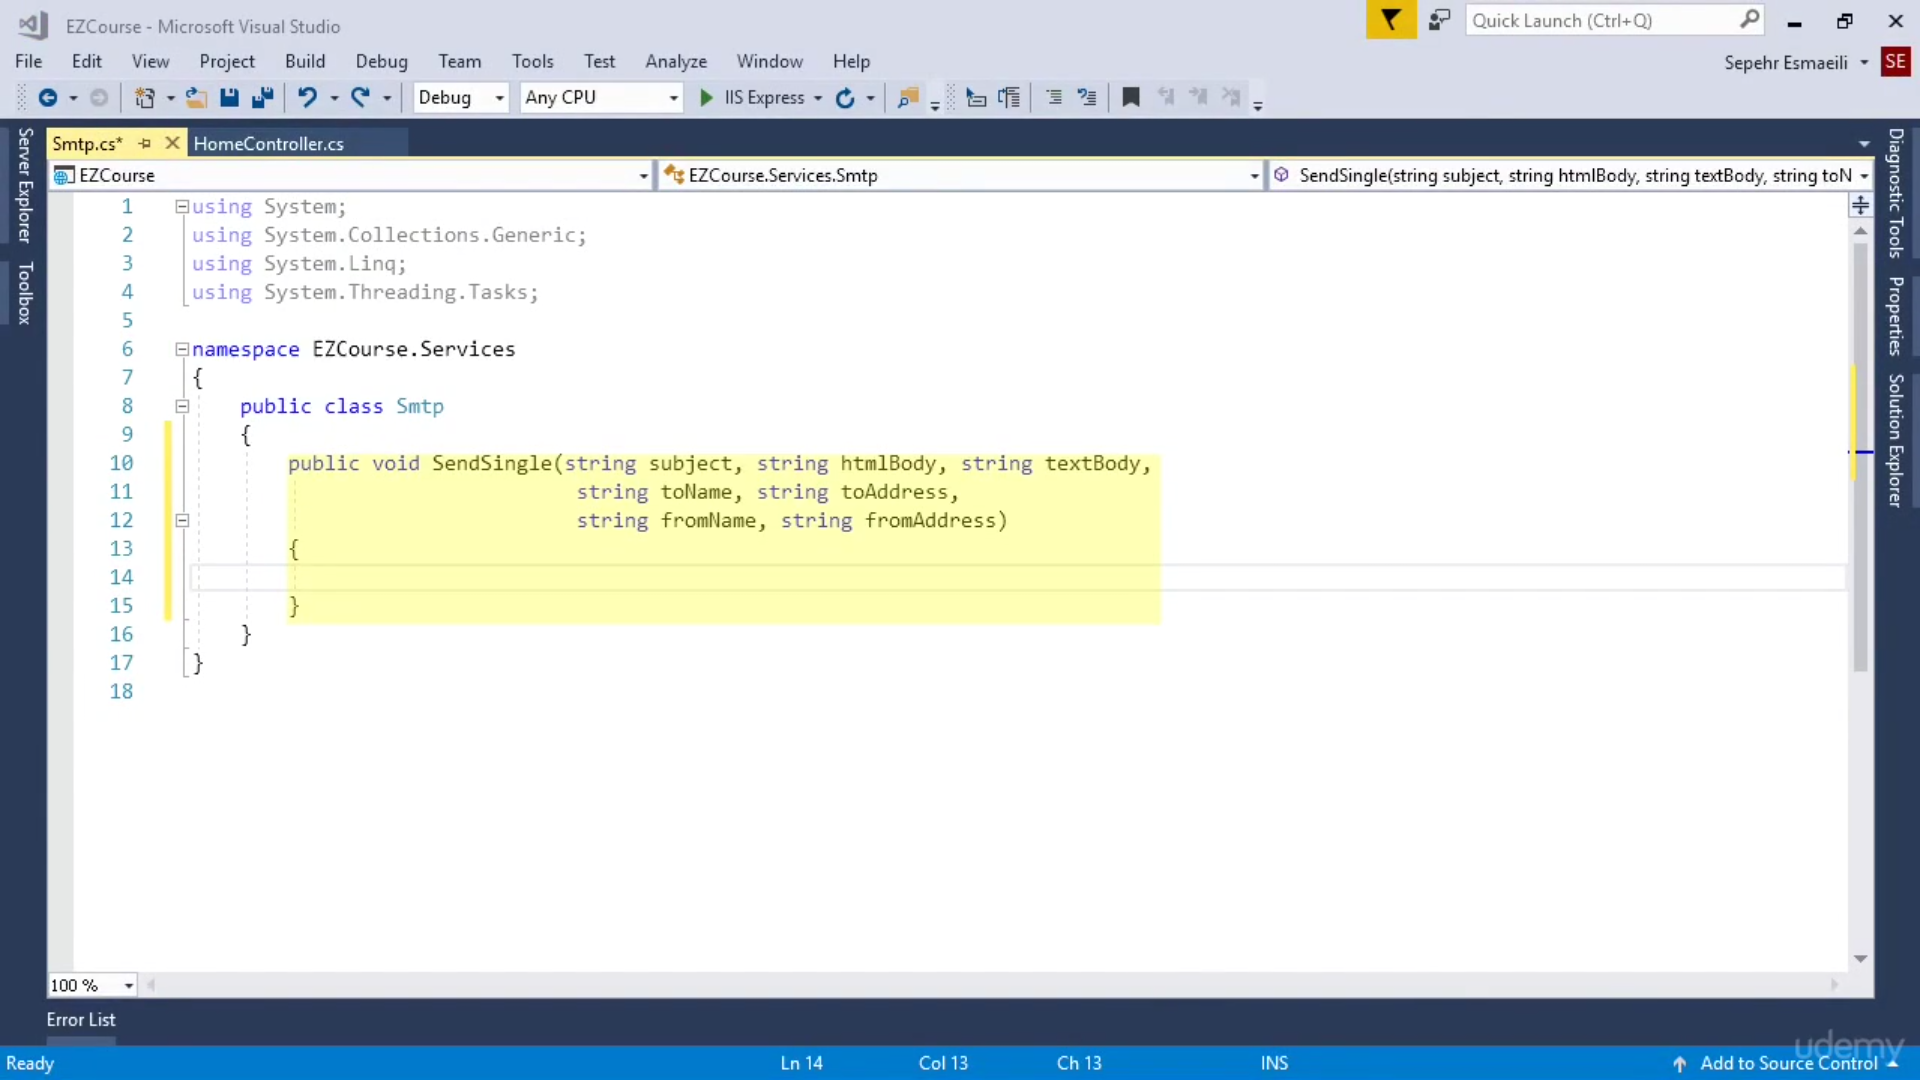 EZCourse - Microsoft Visual Studio
Quick Launch (Ctrl+Q)
File Edit View Project Build Debug Team Tools Test Analyze Window Help
Sepehr Esmaeili SE
Debug Any CPU IIS Express
Smtp.cs* HomeController.cs
EZCourse EZCourse.Services.Smtp SendSingle(string subject, string htmlBody, string textBody, string toN
Server Explorer
Toolbox
Diagnostic Tools
Properties
Solution Explorer
1 using System;
2 using System.Collections.Generic;
3 using System.Linq;
4 using System.Threading.Tasks;
5
6 namespace EZCourse.Services
7 {
8 public class Smtp
9 {
10 public void SendSingle(string subject, string htmlBody, string textBody,
11 string toName, string toAddress,
12 string fromName, string fromAddress)
13 {
14
15 }
16 }
17 }
18
100 %
Error List
udemy
Ready Ln 14 Col 13 Ch 13 INS Add to Source Control